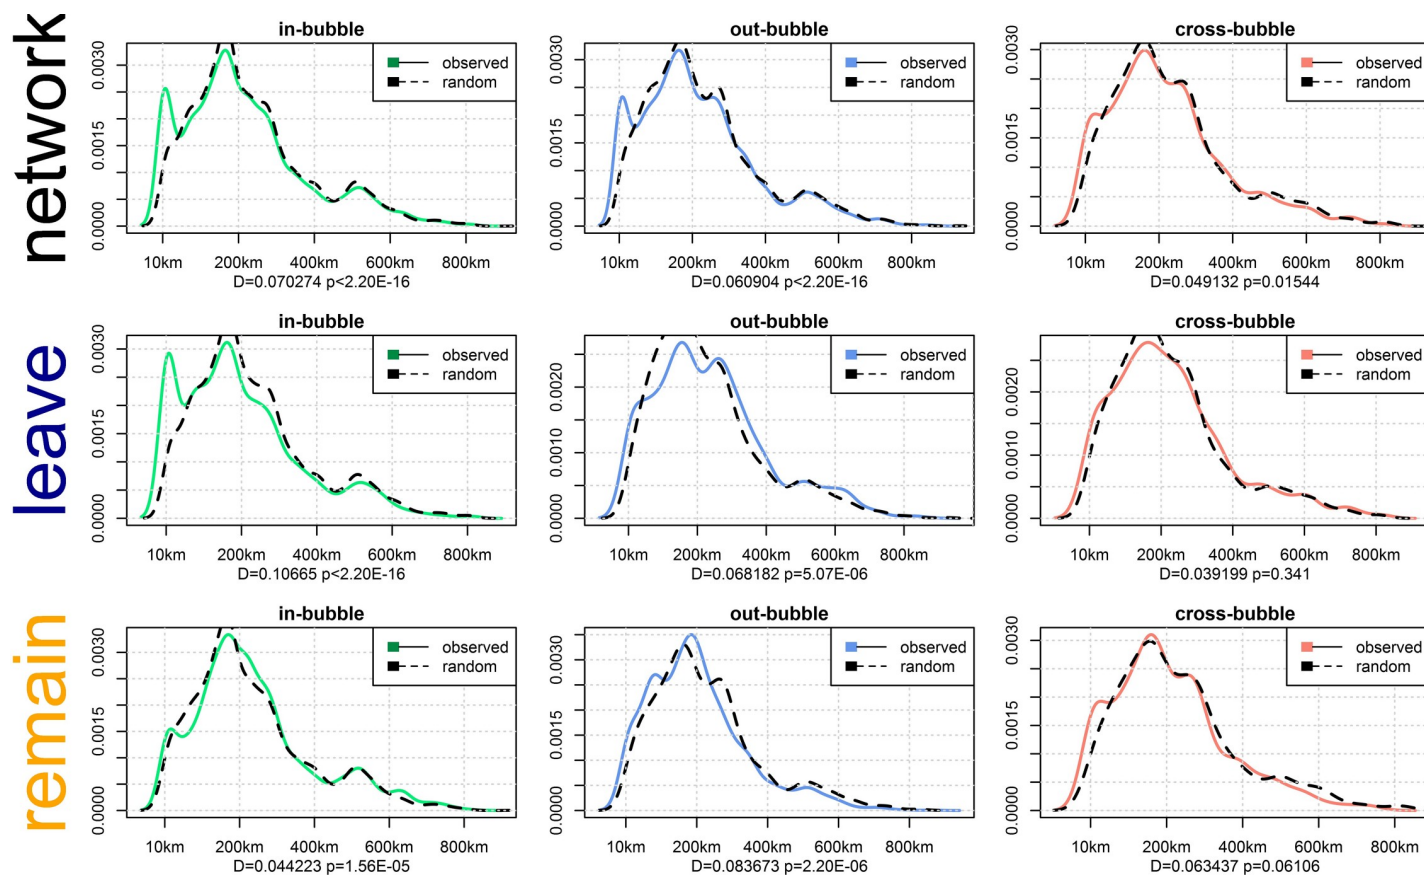 network
in-bubble
observed
random
0.0000 0.0015 0.0030
10km 200km 400km 600km 800km
D=0.070274 p<2.20E-16
out-bubble
observed
random
0.0000 0.0015 0.0030
10km 200km 400km 600km 800km
D=0.060904 p<2.20E-16
cross-bubble
observed
random
0.0000 0.0015 0.0030
10km 200km 400km 600km 800km
D=0.049132 p=0.01544
leave
in-bubble
observed
random
0.0000 0.0015 0.0030
10km 200km 400km 600km 800km
D=0.10665 p<2.20E-16
out-bubble
observed
random
0.0000 0.0010 0.0020
10km 200km 400km 600km 800km
D=0.068182 p=5.07E-06
cross-bubble
observed
random
0.0000 0.0010 0.0020
10km 200km 400km 600km 800km
D=0.039199 p=0.341
remain
in-bubble
observed
random
0.0000 0.0015 0.0030
10km 200km 400km 600km 800km
D=0.044223 p=1.56E-05
out-bubble
observed
random
0.0000 0.0015 0.0030
10km 200km 400km 600km 800km
D=0.083673 p=2.20E-06
cross-bubble
observed
random
0.0000 0.0015 0.0030
10km 200km 400km 600km 800km
D=0.063437 p=0.06106